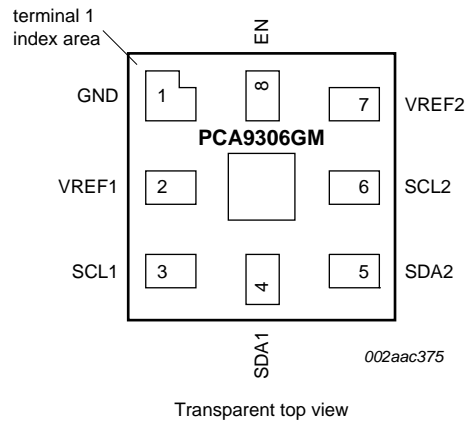 terminal 1
index area
EN
GND
1
8
7
VREF2
PCA9306GM
VREF1
2
6
SCL2
SCL1
3
4
5
SDA2
SDA1
002aac375
Transparent top view